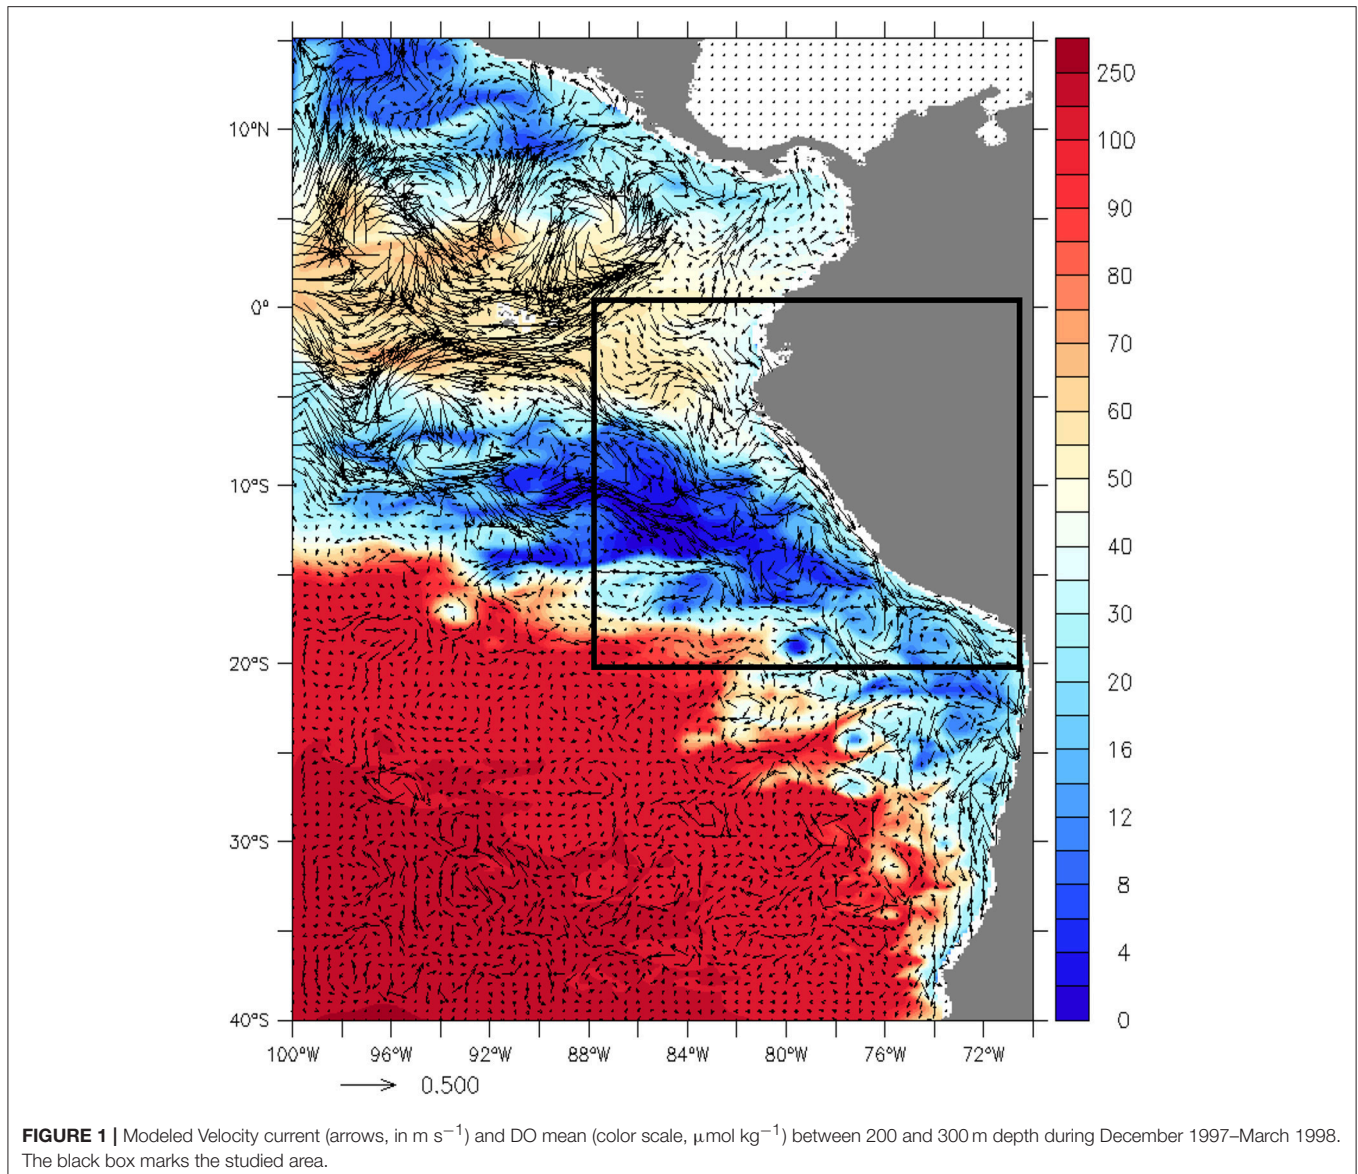 10°N
0°
10°S
20°S
30°S
40°S
100°W 96°W 92°W 88°W 84°W 80°W 76°W 72°W
0.500
250
100
90
80
70
60
50
40
30
20
16
12
8
4
0
FIGURE 1 | Modeled Velocity current (arrows, in m s⁻¹) and DO mean (color scale, μmol kg⁻¹) between 200 and 300 m depth during December 1997–March 1998.
The black box marks the studied area.